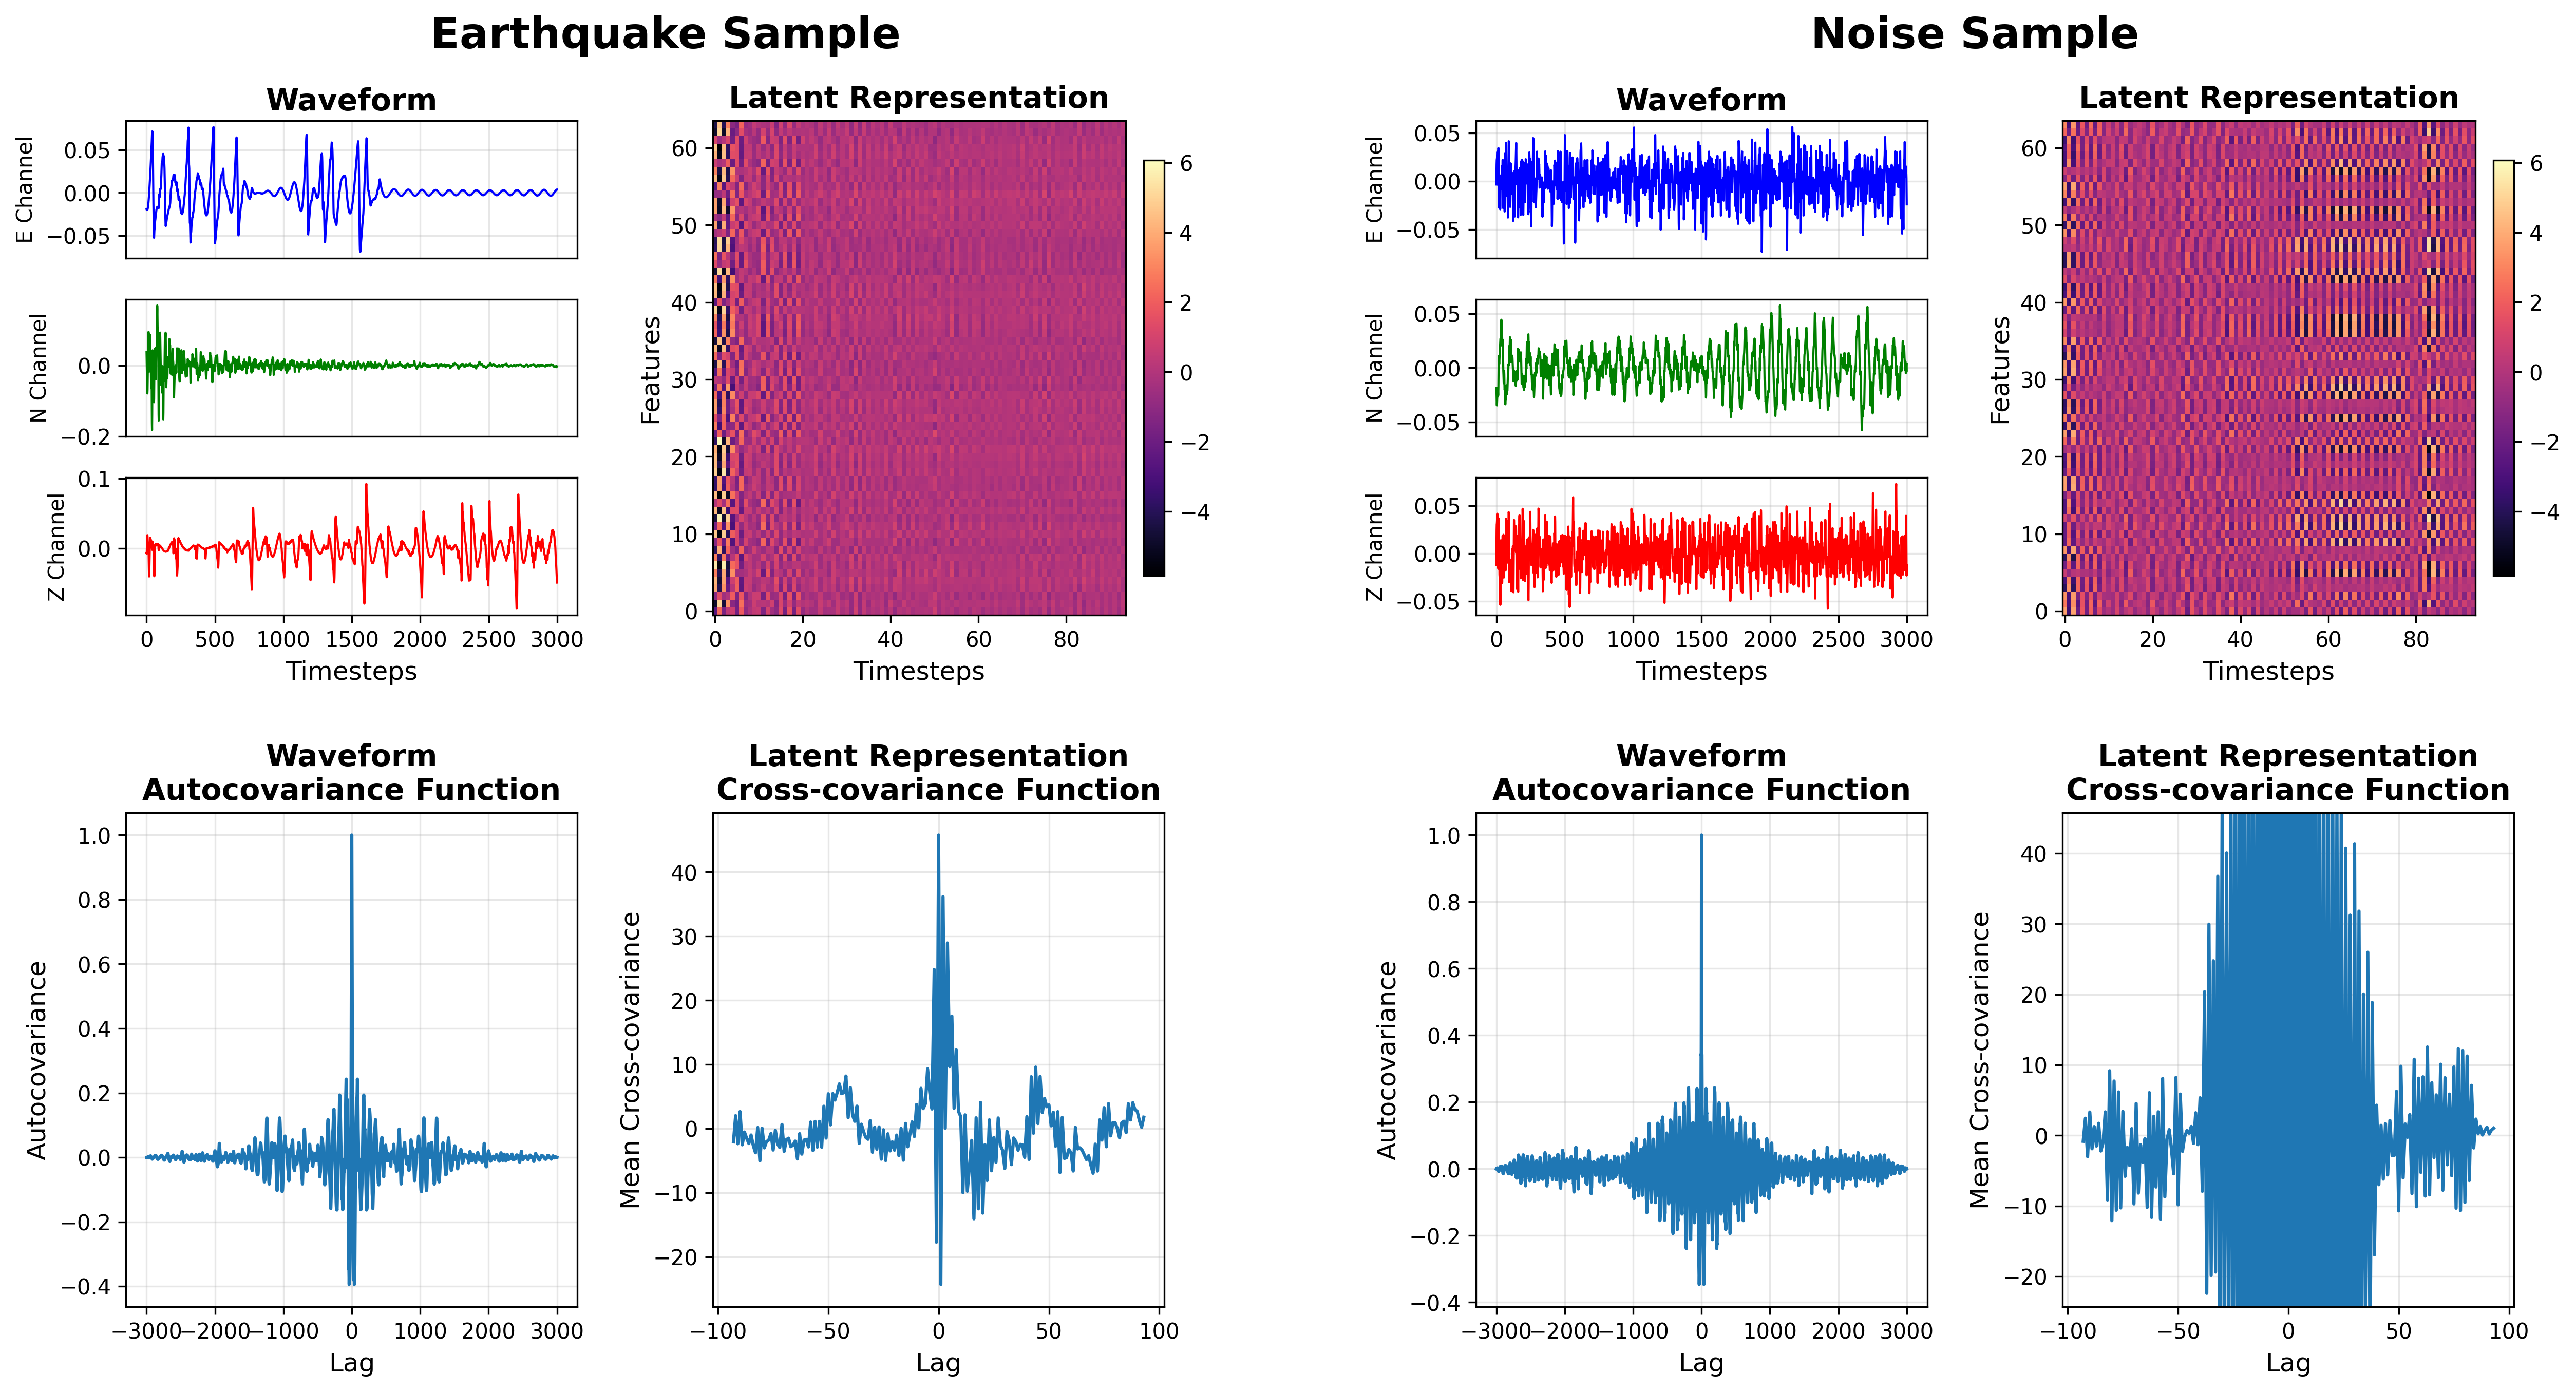 Earthquake Sample
Noise Sample
Waveform
E Channel
0.05
0.00
−0.05
N Channel
0.0
−0.2
Z Channel
0.1
0.0
0 500 1000 1500 2000 2500 3000
Timesteps
Latent Representation
Features
60
50
40
30
20
10
0
0 20 40 60 80
Timesteps
6
4
2
0
−2
−4
Waveform
E Channel
0.05
0.00
−0.05
N Channel
0.05
0.00
−0.05
Z Channel
0.05
0.00
−0.05
0 500 1000 1500 2000 2500 3000
Timesteps
Latent Representation
Features
60
50
40
30
20
10
0
0 20 40 60 80
Timesteps
6
4
2
0
−2
−4
Waveform
Autocovariance Function
Autocovariance
1.0
0.8
0.6
0.4
0.2
0.0
−0.2
−0.4
−3000 −2000 −1000 0 1000 2000 3000
Lag
Latent Representation
Cross-covariance Function
Mean Cross-covariance
40
30
20
10
0
−10
−20
−100 −50 0 50 100
Lag
Waveform
Autocovariance Function
Autocovariance
1.0
0.8
0.6
0.4
0.2
0.0
−0.2
−0.4
−3000 −2000 −1000 0 1000 2000 3000
Lag
Latent Representation
Cross-covariance Function
Mean Cross-covariance
40
30
20
10
0
−10
−20
−100 −50 0 50 100
Lag